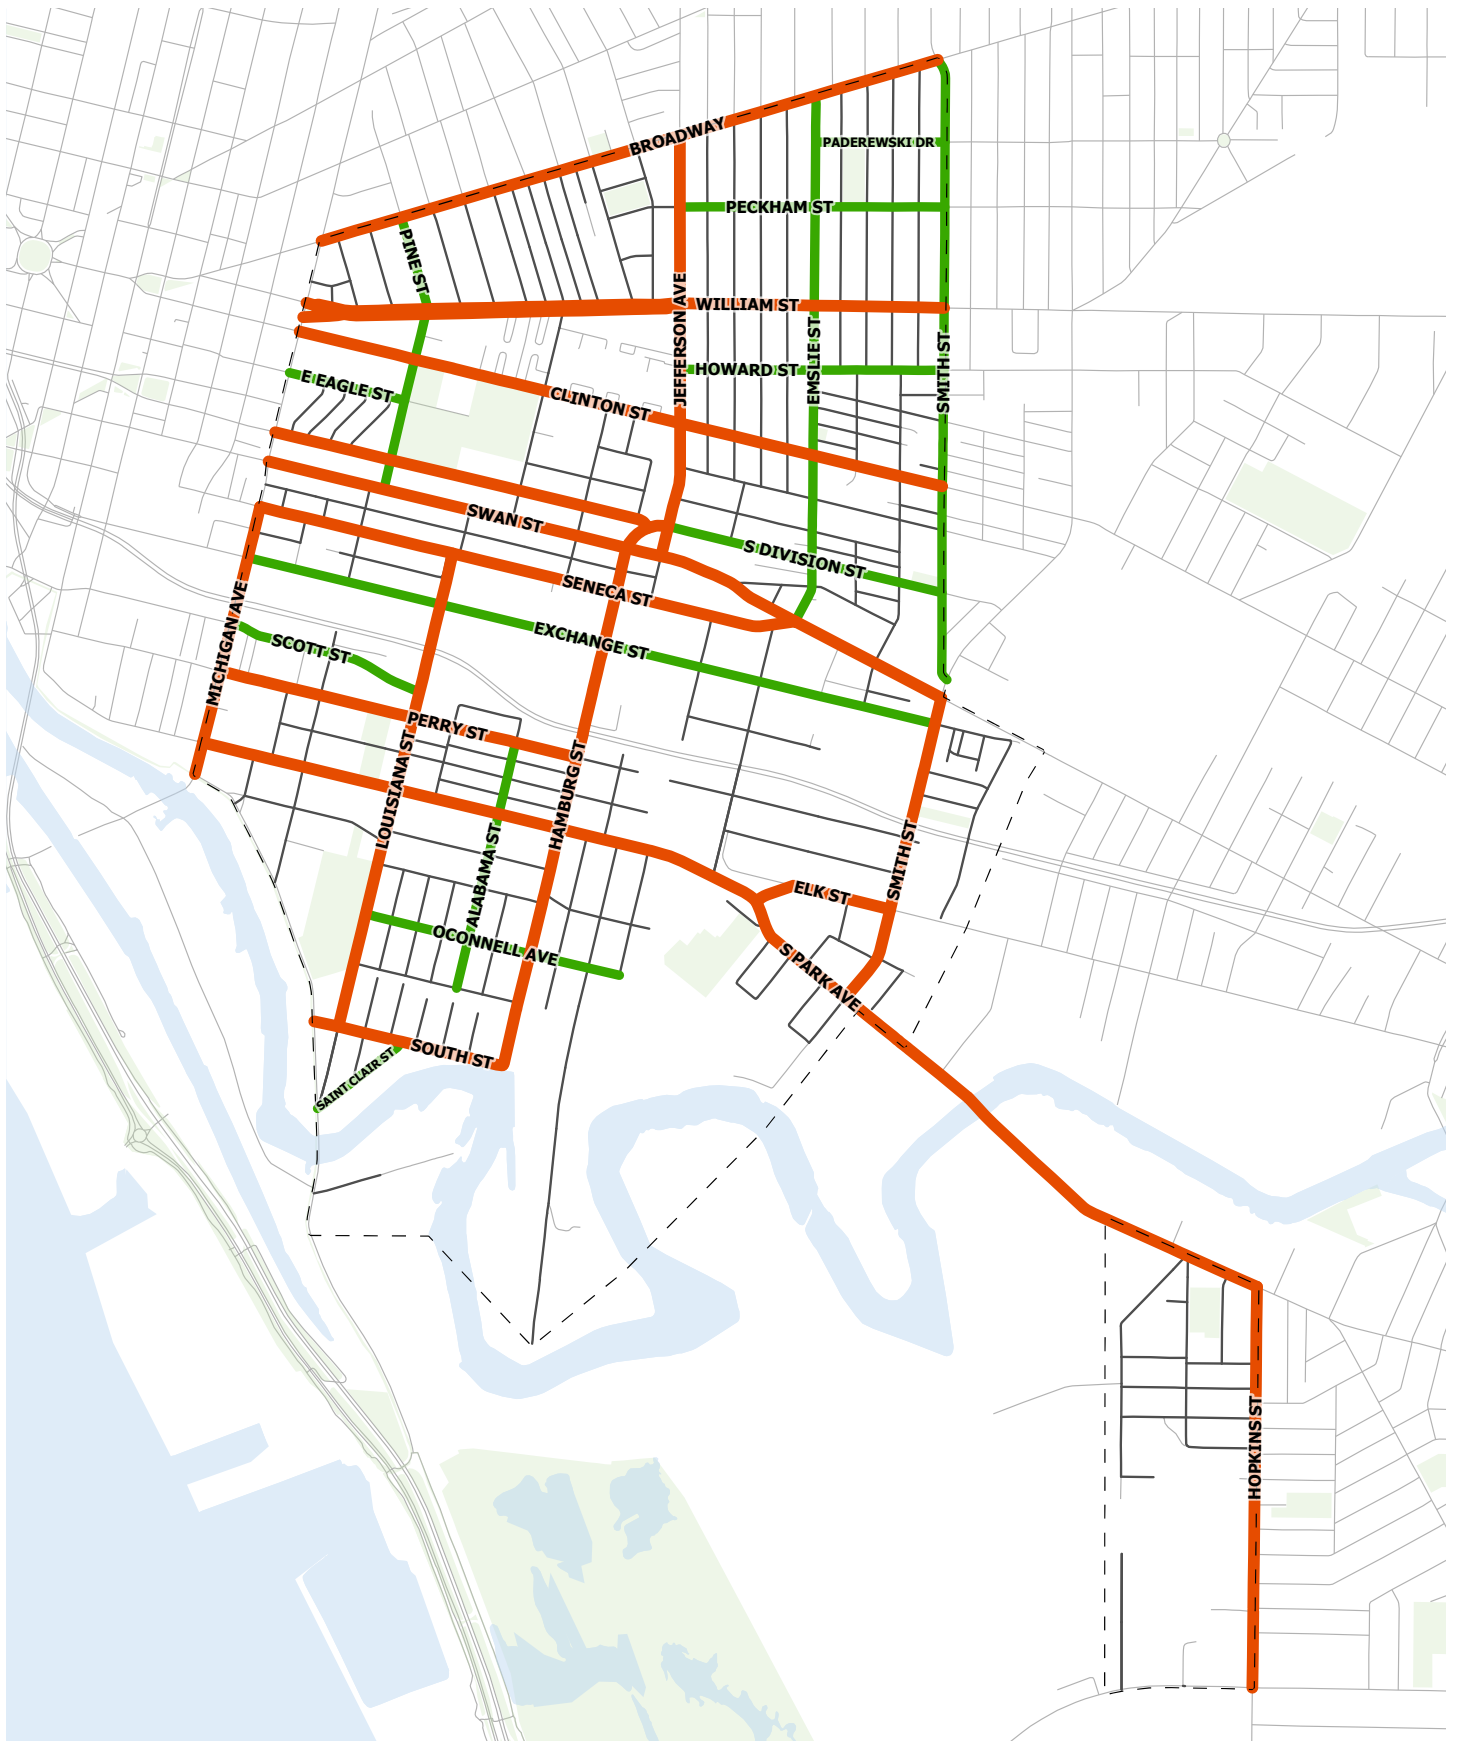 BROADWAY
PADEREWSKI DR
PECKHAM ST
PINE ST
WILLIAM ST
JEFFERSON AVE
EMSLIE ST
SMITH ST
HOWARD ST
E EAGLE ST
CLINTON ST
SWAN ST
S DIVISION ST
SENECA ST
MICHIGAN AVE
EXCHANGE ST
SCOTT ST
PERRY ST
LOUISIANA ST
HAMBURG ST
ALABAMA ST
SMITH ST
ELK ST
OCONNELL AVE
S PARK AVE
SOUTH ST
SAINT CLAIR ST
HOPKINS ST